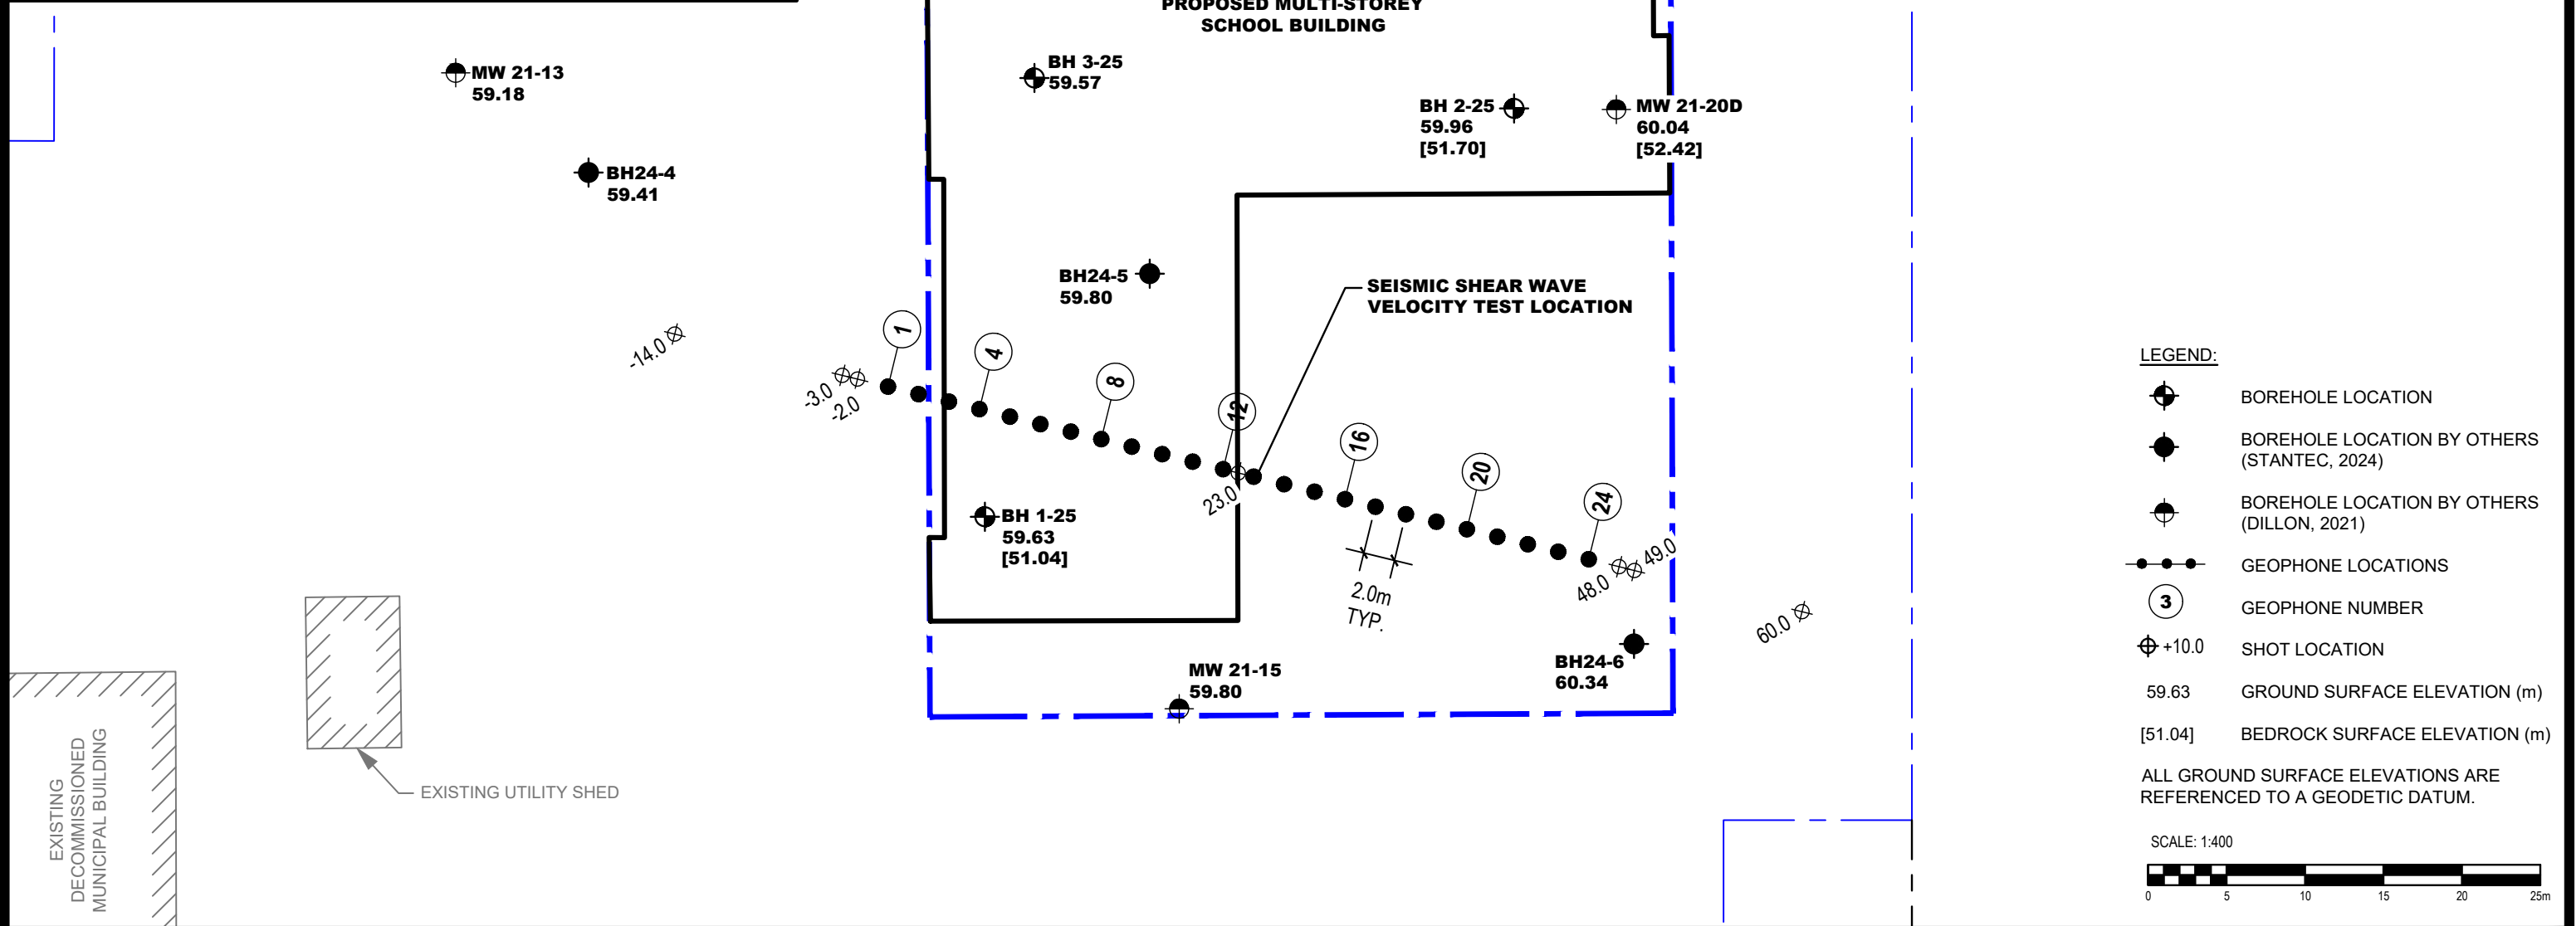 PROPOSED MULTI-STOREY
SCHOOL BUILDING
MW 21-13
59.18
BH 3-25
59.57
BH 2-25
59.96
[51.70]
MW 21-20D
60.04
[52.42]
BH24-4
59.41
BH24-5
59.80
SEISMIC SHEAR WAVE
VELOCITY TEST LOCATION
-14.0
-3.0
-2.0
1
4
8
12
16
20
24
23.0
48.0
49.0
60.0
2.0m
TYP.
BH 1-25
59.63
[51.04]
MW 21-15
59.80
BH24-6
60.34
EXISTING
DECOMMISSIONED
MUNICIPAL BUILDING
EXISTING UTILITY SHED
LEGEND:
BOREHOLE LOCATION
BOREHOLE LOCATION BY OTHERS
(STANTEC, 2024)
BOREHOLE LOCATION BY OTHERS
(DILLON, 2021)
GEOPHONE LOCATIONS
3 GEOPHONE NUMBER
+10.0 SHOT LOCATION
59.63 GROUND SURFACE ELEVATION (m)
[51.04] BEDROCK SURFACE ELEVATION (m)
ALL GROUND SURFACE ELEVATIONS ARE
REFERENCED TO A GEODETIC DATUM.
SCALE: 1:400
0 5 10 15 20 25m